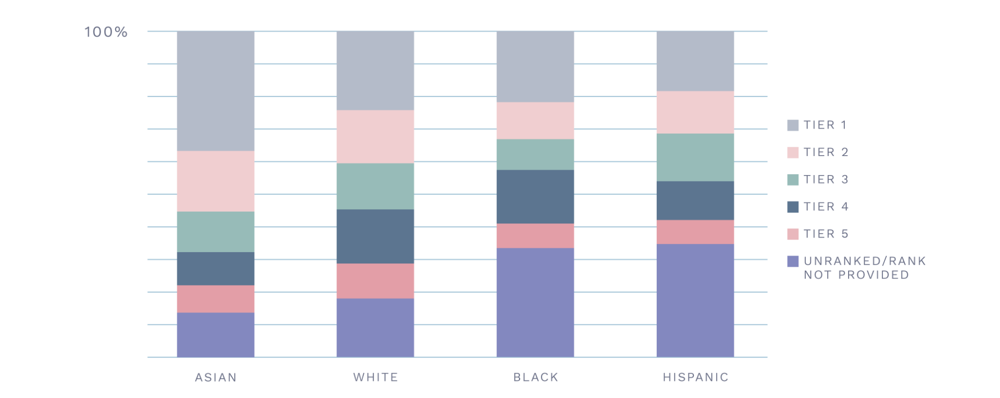 100%
TIER 1
TIER 2
TIER 3
TIER 4
TIER 5
UNRANKED/RANK
NOT PROVIDED
ASIAN
WHITE
BLACK
HISPANIC